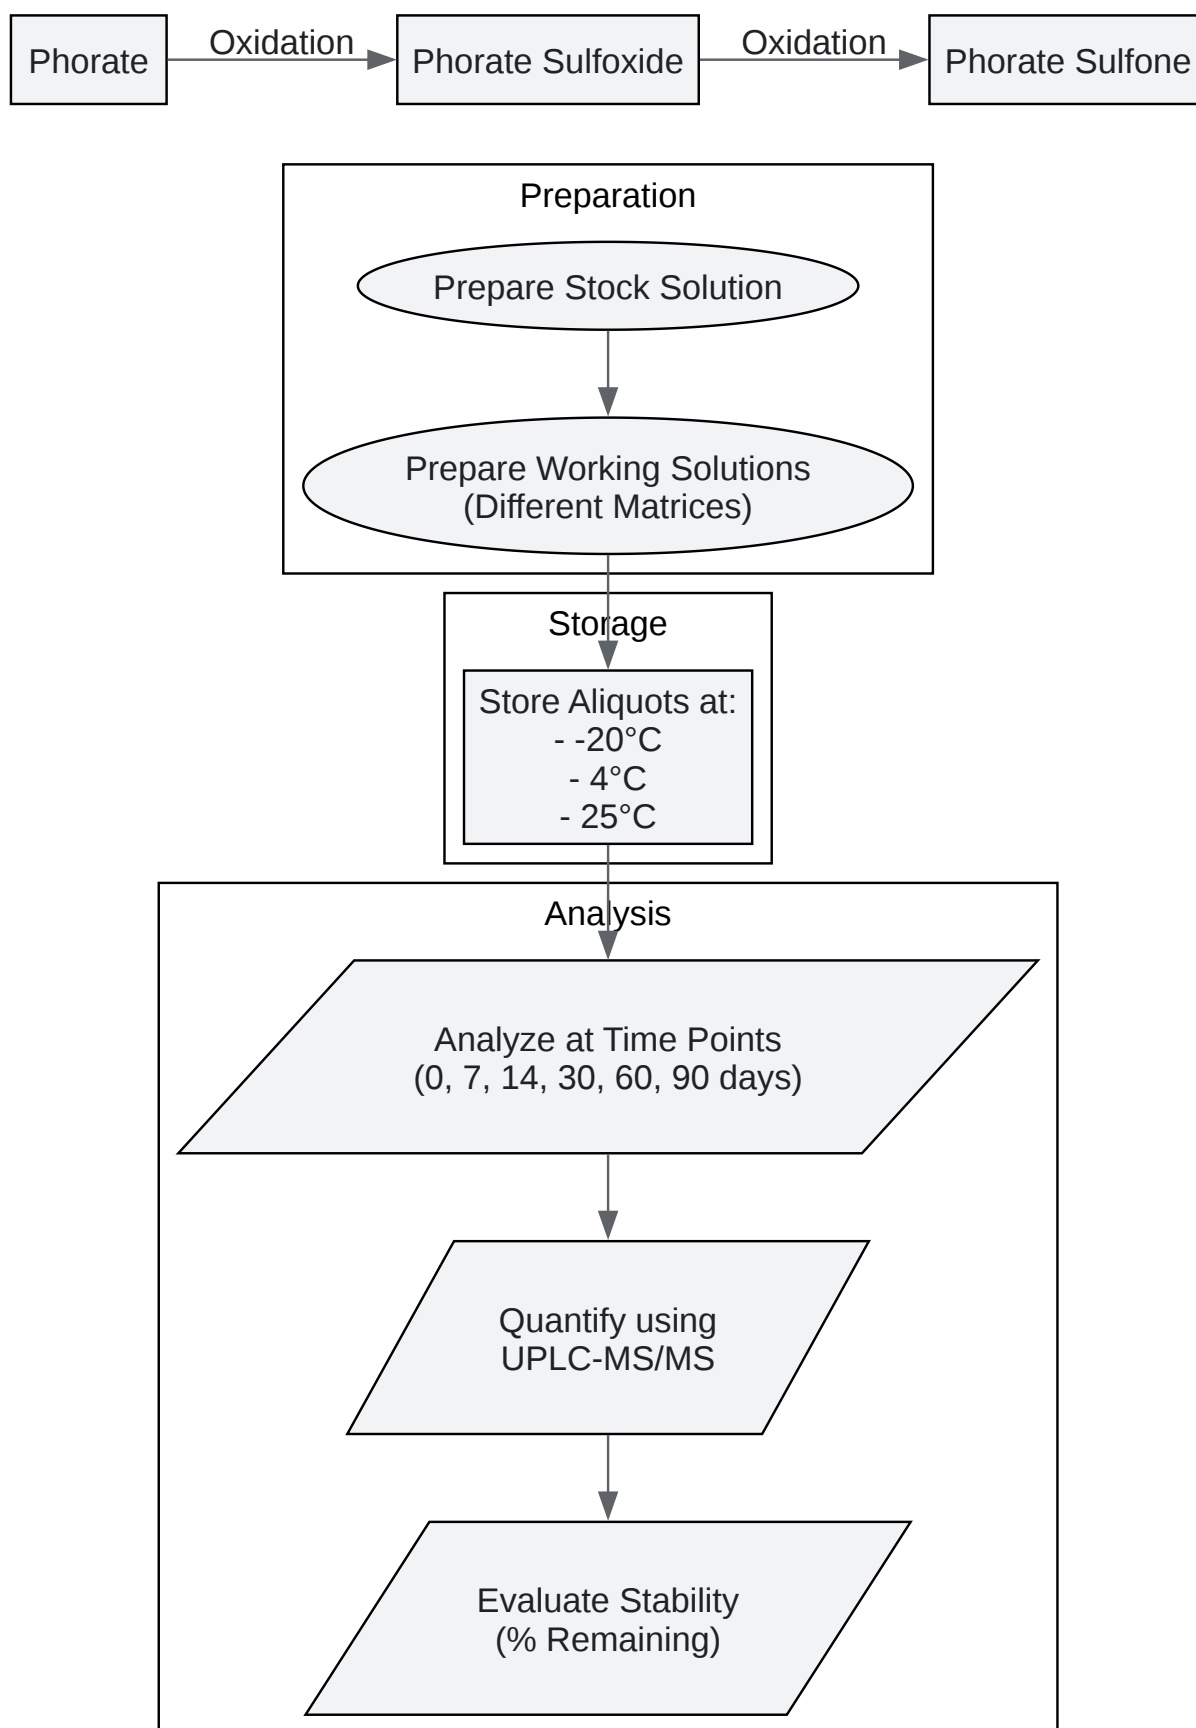 Phorate
Oxidation
Phorate Sulfoxide
Oxidation
Phorate Sulfone
Preparation
Prepare Stock Solution
Prepare Working Solutions
(Different Matrices)
Storage
Store Aliquots at:
- -20°C
- 4°C
- 25°C
Analysis
Analyze at Time Points
(0, 7, 14, 30, 60, 90 days)
Quantify using
UPLC-MS/MS
Evaluate Stability
(% Remaining)